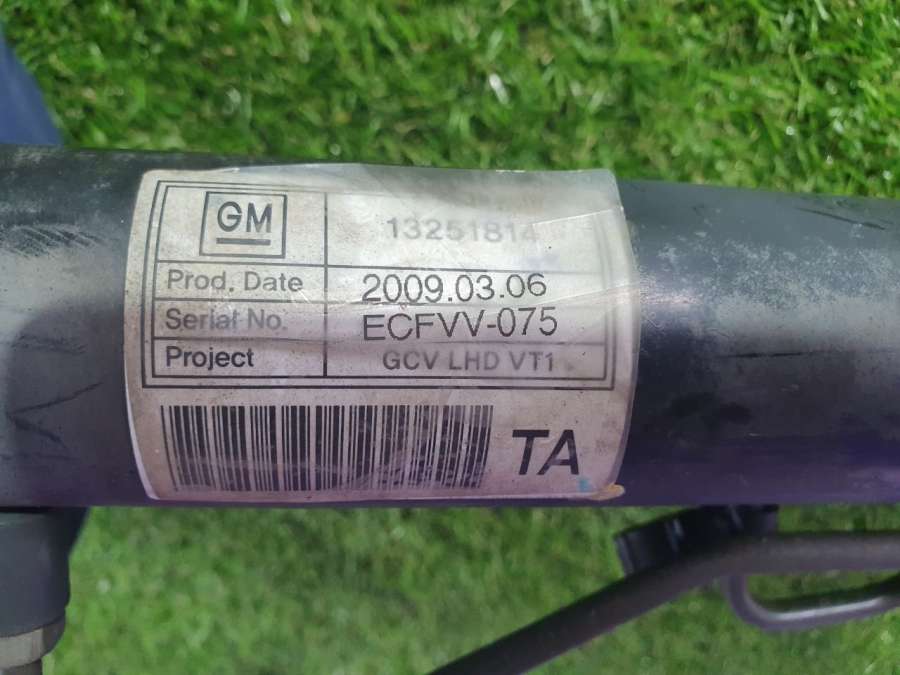 GM 13251814
Prod. Date 2009.03.06
Serial No. ECFVV-075
Project GCV LHD VT1
TA